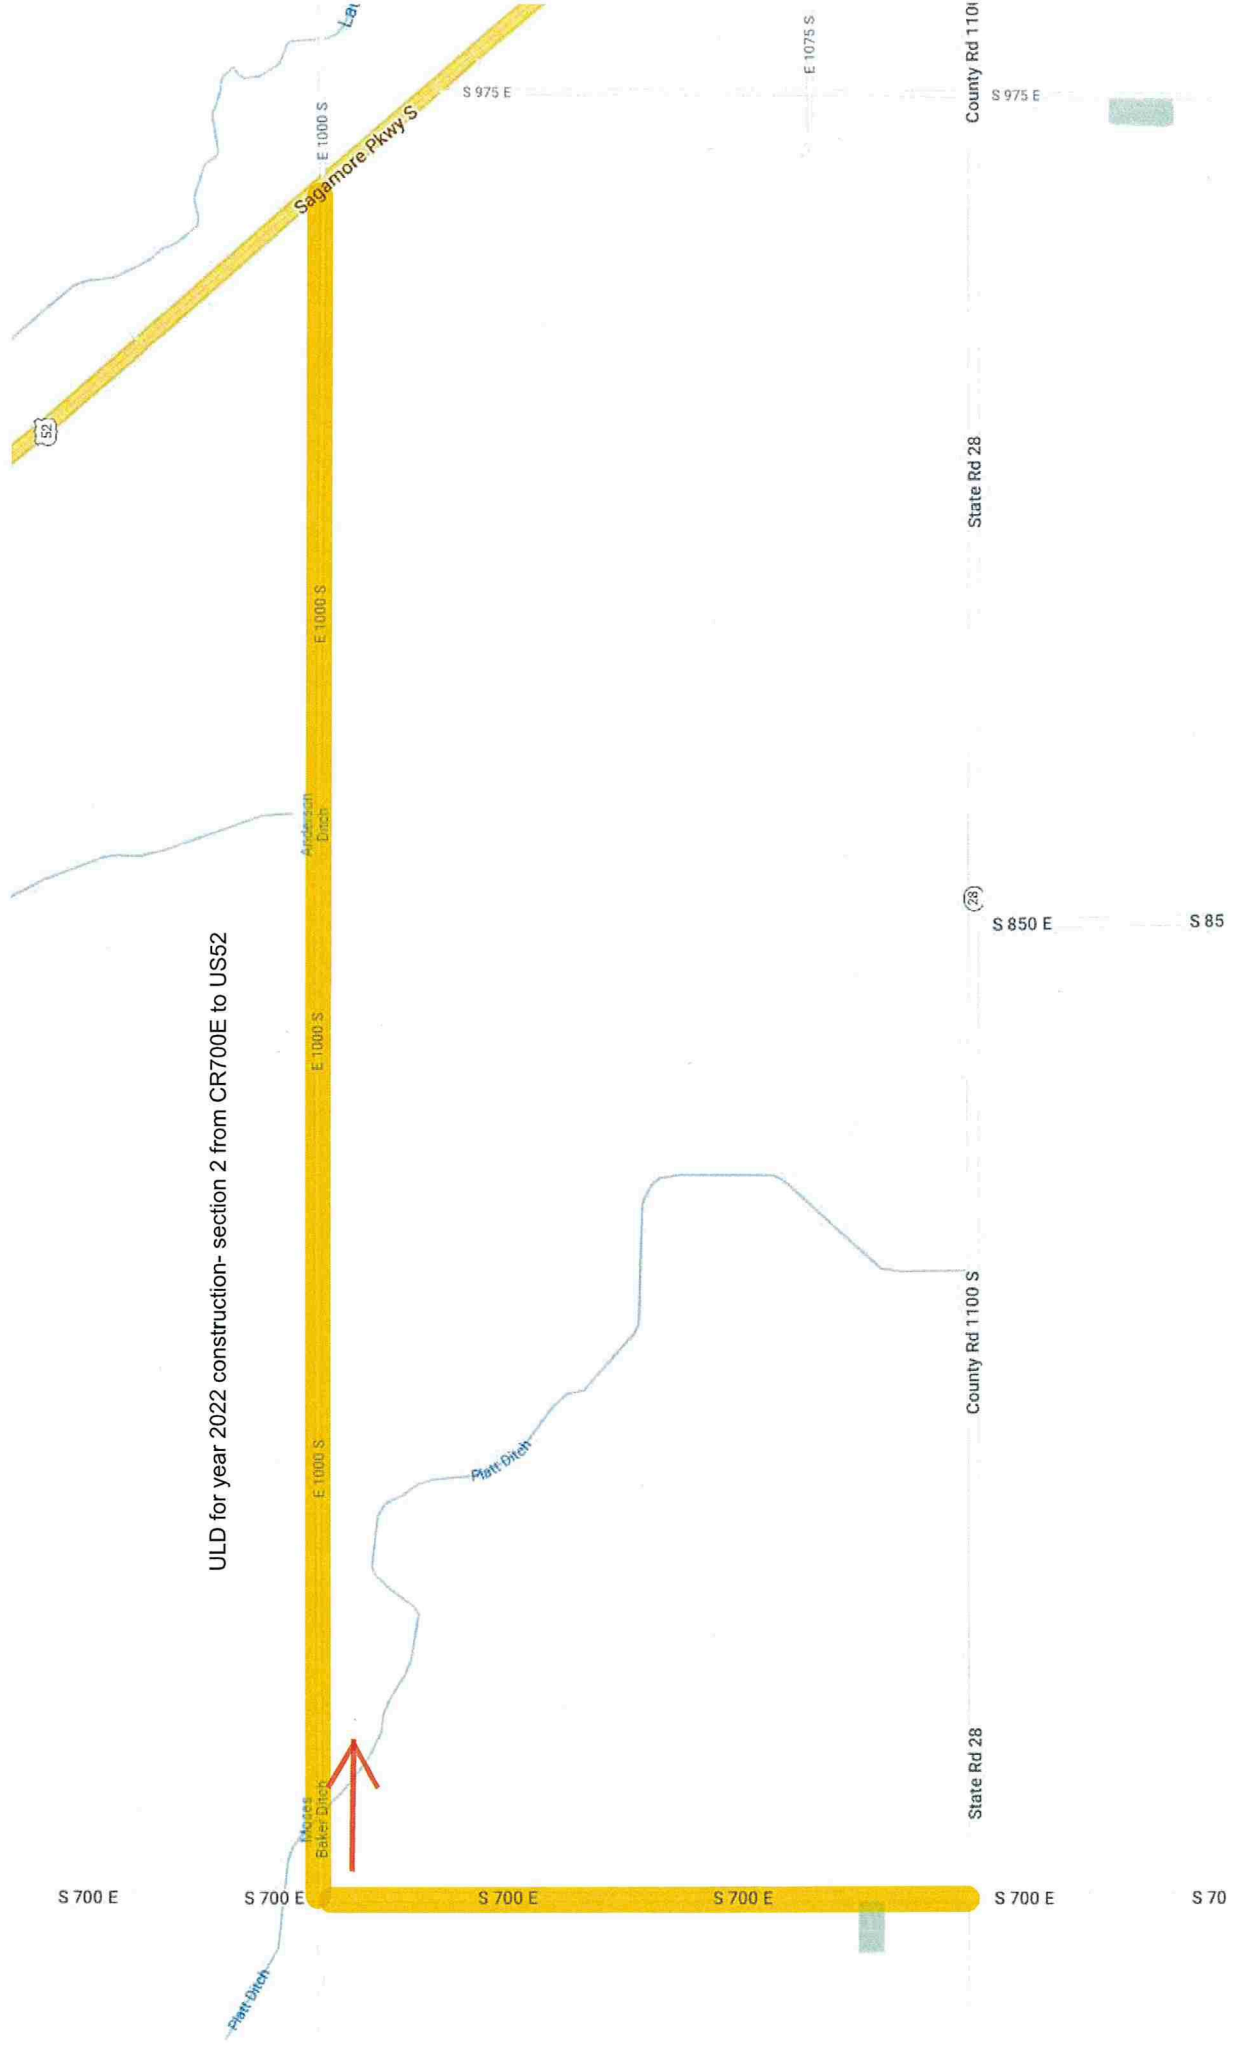 Lau
E 1000 S
Sagamore Pkwy S
S 975 E
E 1075 S
County Rd 1100
S 975 E
52
State Rd 28
E 1000 S
Anderson
Ditch
28
S 850 E
S 85
ULD for year 2022 construction- section 2 from CR700E to US52
E 1000 S
County Rd 1100 S
E 1000 S
Platt Ditch
State Rd 28
Moses
Baker Ditch
S 700 E
S 700 E
S 700 E
S 700 E
S 700 E
S 70
Platt Ditch